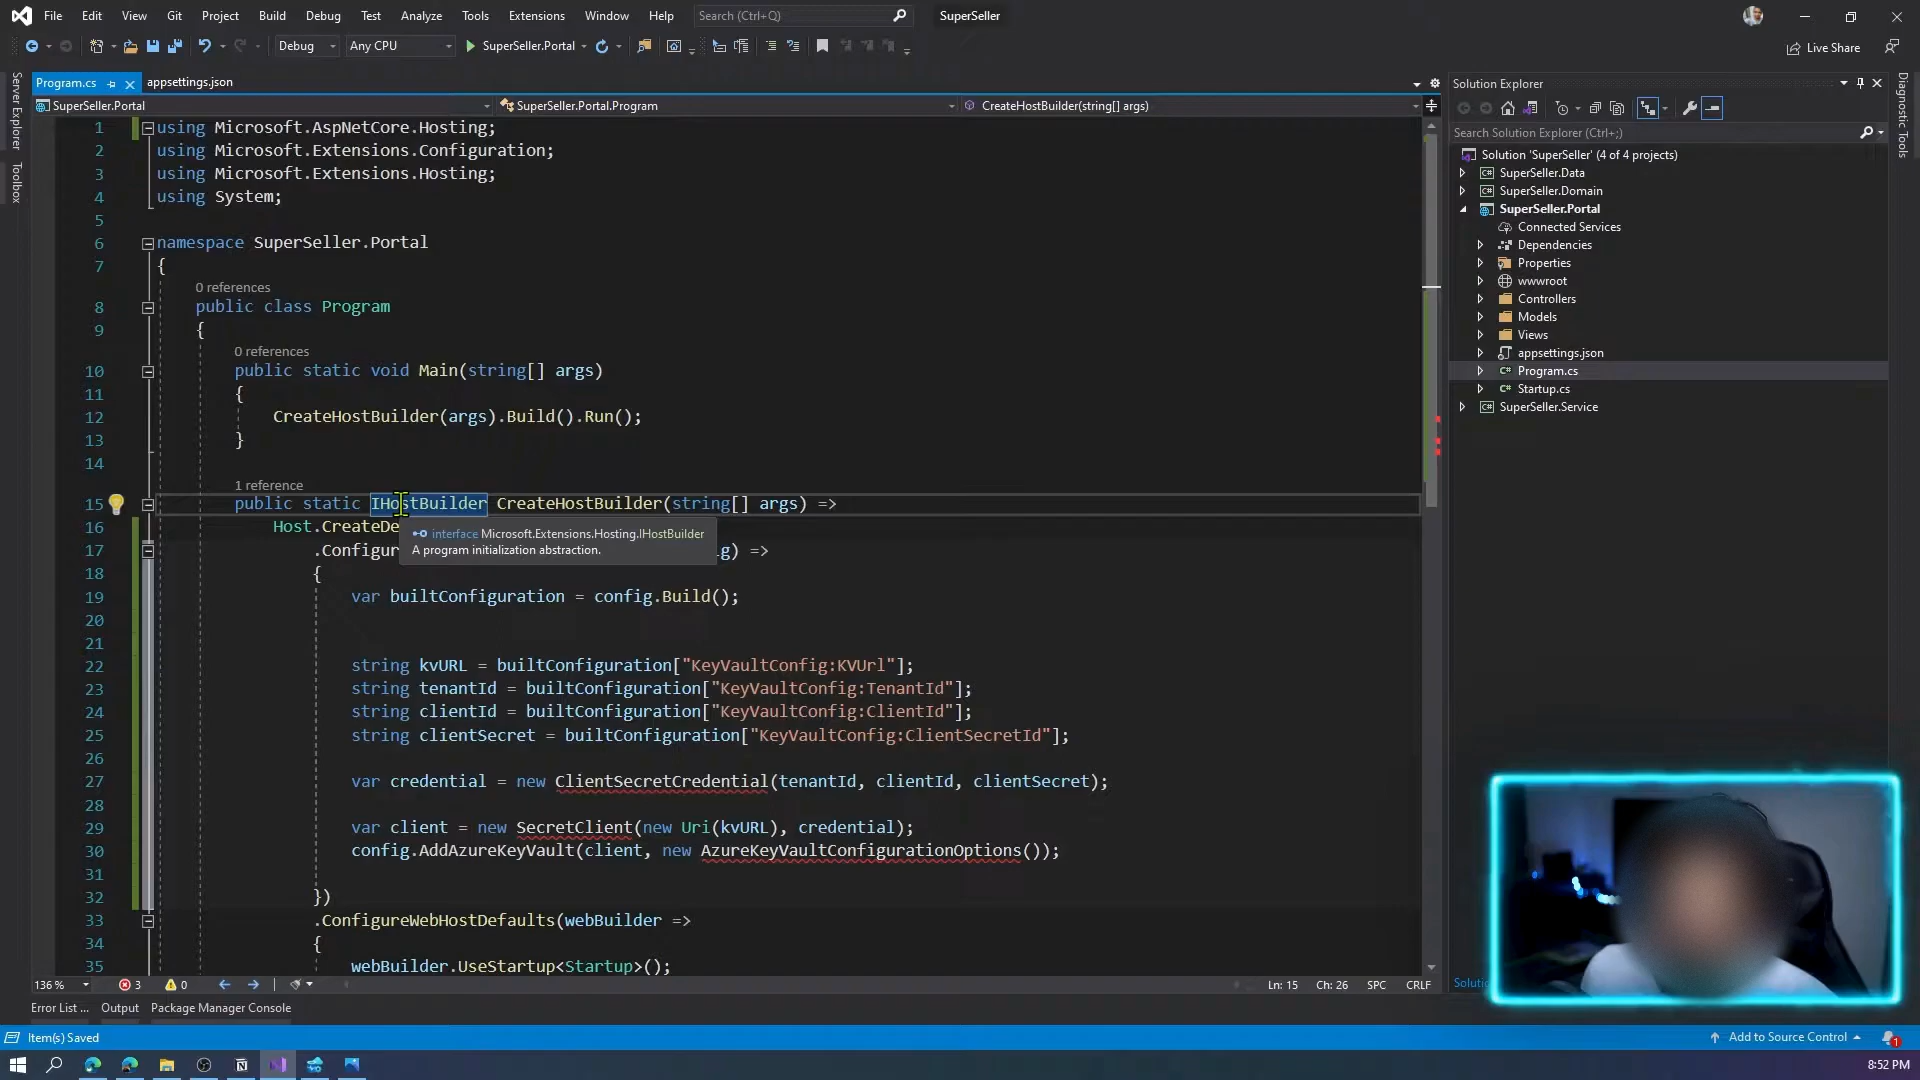 File Edit View Git Project Build Debug Test Analyze Tools Extensions Window Help Search (Ctrl+Q) SuperSeller
Debug Any CPU SuperSeller.Portal Live Share
Server Explorer
Toolbox
Program.cs appsettings.json
SuperSeller.Portal SuperSeller.Portal.Program CreateHostBuilder(string[] args)
1 using Microsoft.AspNetCore.Hosting;
2 using Microsoft.Extensions.Configuration;
3 using Microsoft.Extensions.Hosting;
4 using System;
5
6 namespace SuperSeller.Portal
7 {
0 references
8 public class Program
9 {
0 references
10 public static void Main(string[] args)
11 {
12 CreateHostBuilder(args).Build().Run();
13 }
14
1 reference
15 public static IHostBuilder CreateHostBuilder(string[] args) =>
16 Host.CreateDe
interface Microsoft.Extensions.Hosting.IHostBuilder
A program initialization abstraction.
17 .Configur g) =>
18 {
19 var builtConfiguration = config.Build();
20
21
22 string kvURL = builtConfiguration["KeyVaultConfig:KVUrl"];
23 string tenantId = builtConfiguration["KeyVaultConfig:TenantId"];
24 string clientId = builtConfiguration["KeyVaultConfig:ClientId"];
25 string clientSecret = builtConfiguration["KeyVaultConfig:ClientSecretId"];
26
27 var credential = new ClientSecretCredential(tenantId, clientId, clientSecret);
28
29 var client = new SecretClient(new Uri(kvURL), credential);
30 config.AddAzureKeyVault(client, new AzureKeyVaultConfigurationOptions());
31
32 })
33 .ConfigureWebHostDefaults(webBuilder =>
34 {
35 webBuilder.UseStartup<Startup>();
136 % 3 0 Ln: 15 Ch: 26 SPC CRLF
Error List ... Output Package Manager Console
Item(s) Saved Add to Source Control 1
Solution Explorer
Search Solution Explorer (Ctrl+;)
Solution 'SuperSeller' (4 of 4 projects)
SuperSeller.Data
SuperSeller.Domain
SuperSeller.Portal
Connected Services
Dependencies
Properties
wwwroot
Controllers
Models
Views
appsettings.json
Program.cs
Startup.cs
SuperSeller.Service
Diagnostic Tools
8:52 PM